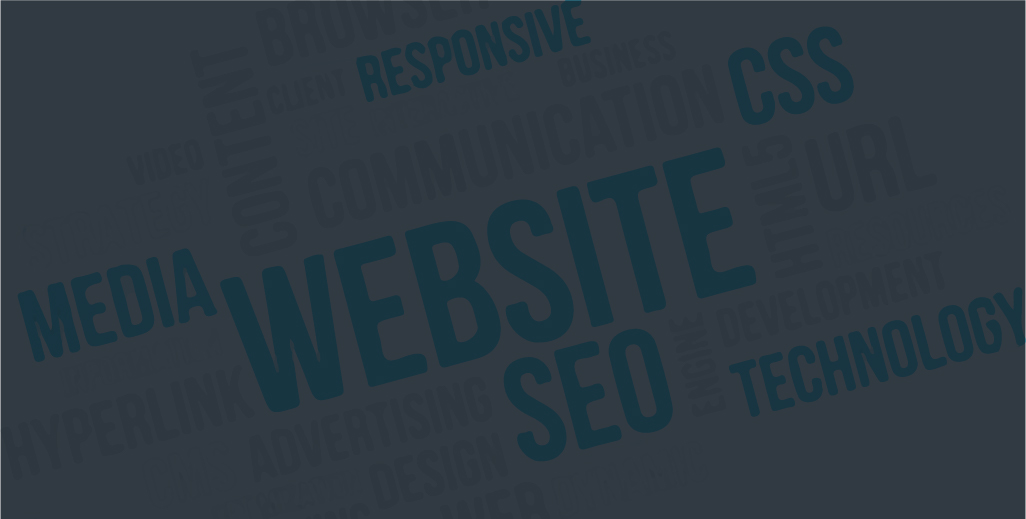 BROWSER
CONTENT
CLIENT
RESPONSIVE
BUSINESS
CSS
VIDEO
COMMUNICATION
HTML5
URL
WEBSITE
MEDIA
DEVELOPMENT
ENGINE
TECHNOLOGY
SEO
HYPERLINK
ADVERTISING
DESIGN
WEB